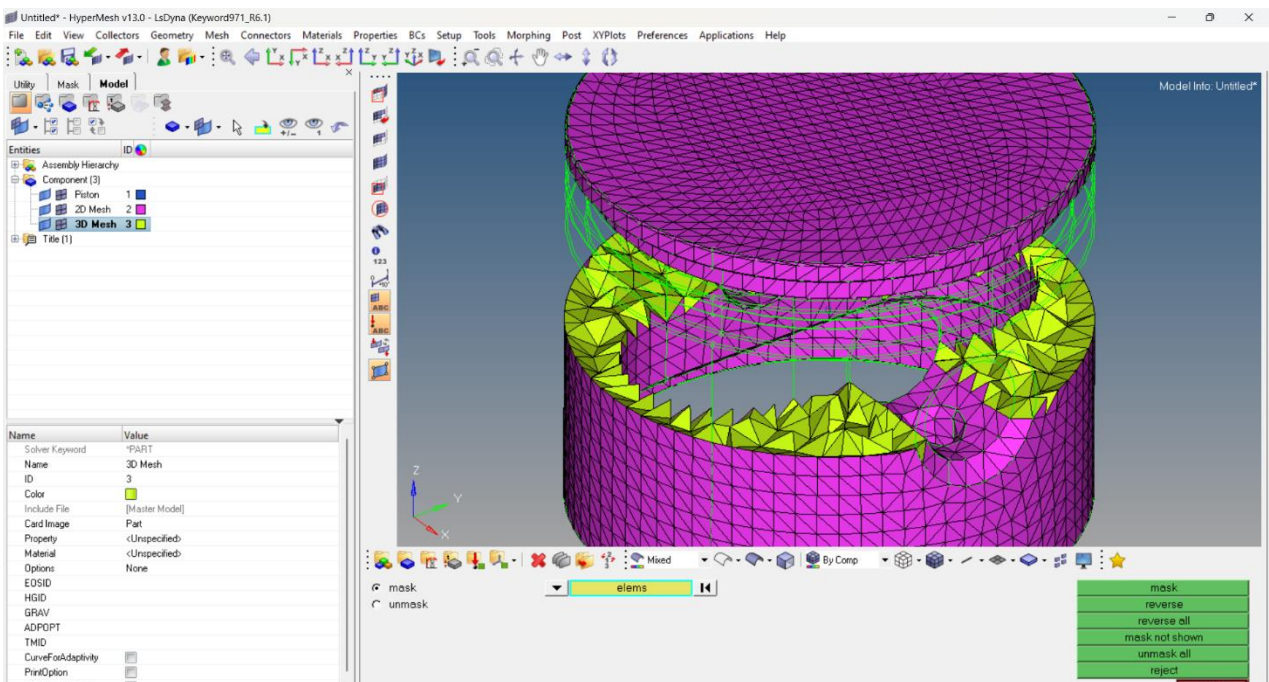 Untitled* - HyperMesh v13.0 - LsDyna (Keyword971_R6.1)
File Edit View Collectors Geometry Mesh Connectors Materials Properties BCs Setup Tools Morphing Post XYPlots Preferences Applications Help
Utility Mask Model
Model Info: Untitled*
Entities ID
Assembly Hierarchy
Component (3)
Piston 1
2D Mesh 2
3D Mesh 3
Title (1)
123
ABC
ABC
Name Value
Solver Keyword *PART
Name 3D Mesh
ID 3
Color
Include File [Master Model]
Card Image Part
Property <Unspecified>
Material <Unspecified>
Options None
EOSID
HGID
GRAV
ADPOPT
TMID
CurveForAdaptivity
PrintOption
Z
Y
X
Mixed By Comp
mask elems mask
unmask reverse
reverse all
mask not shown
unmask all
reject